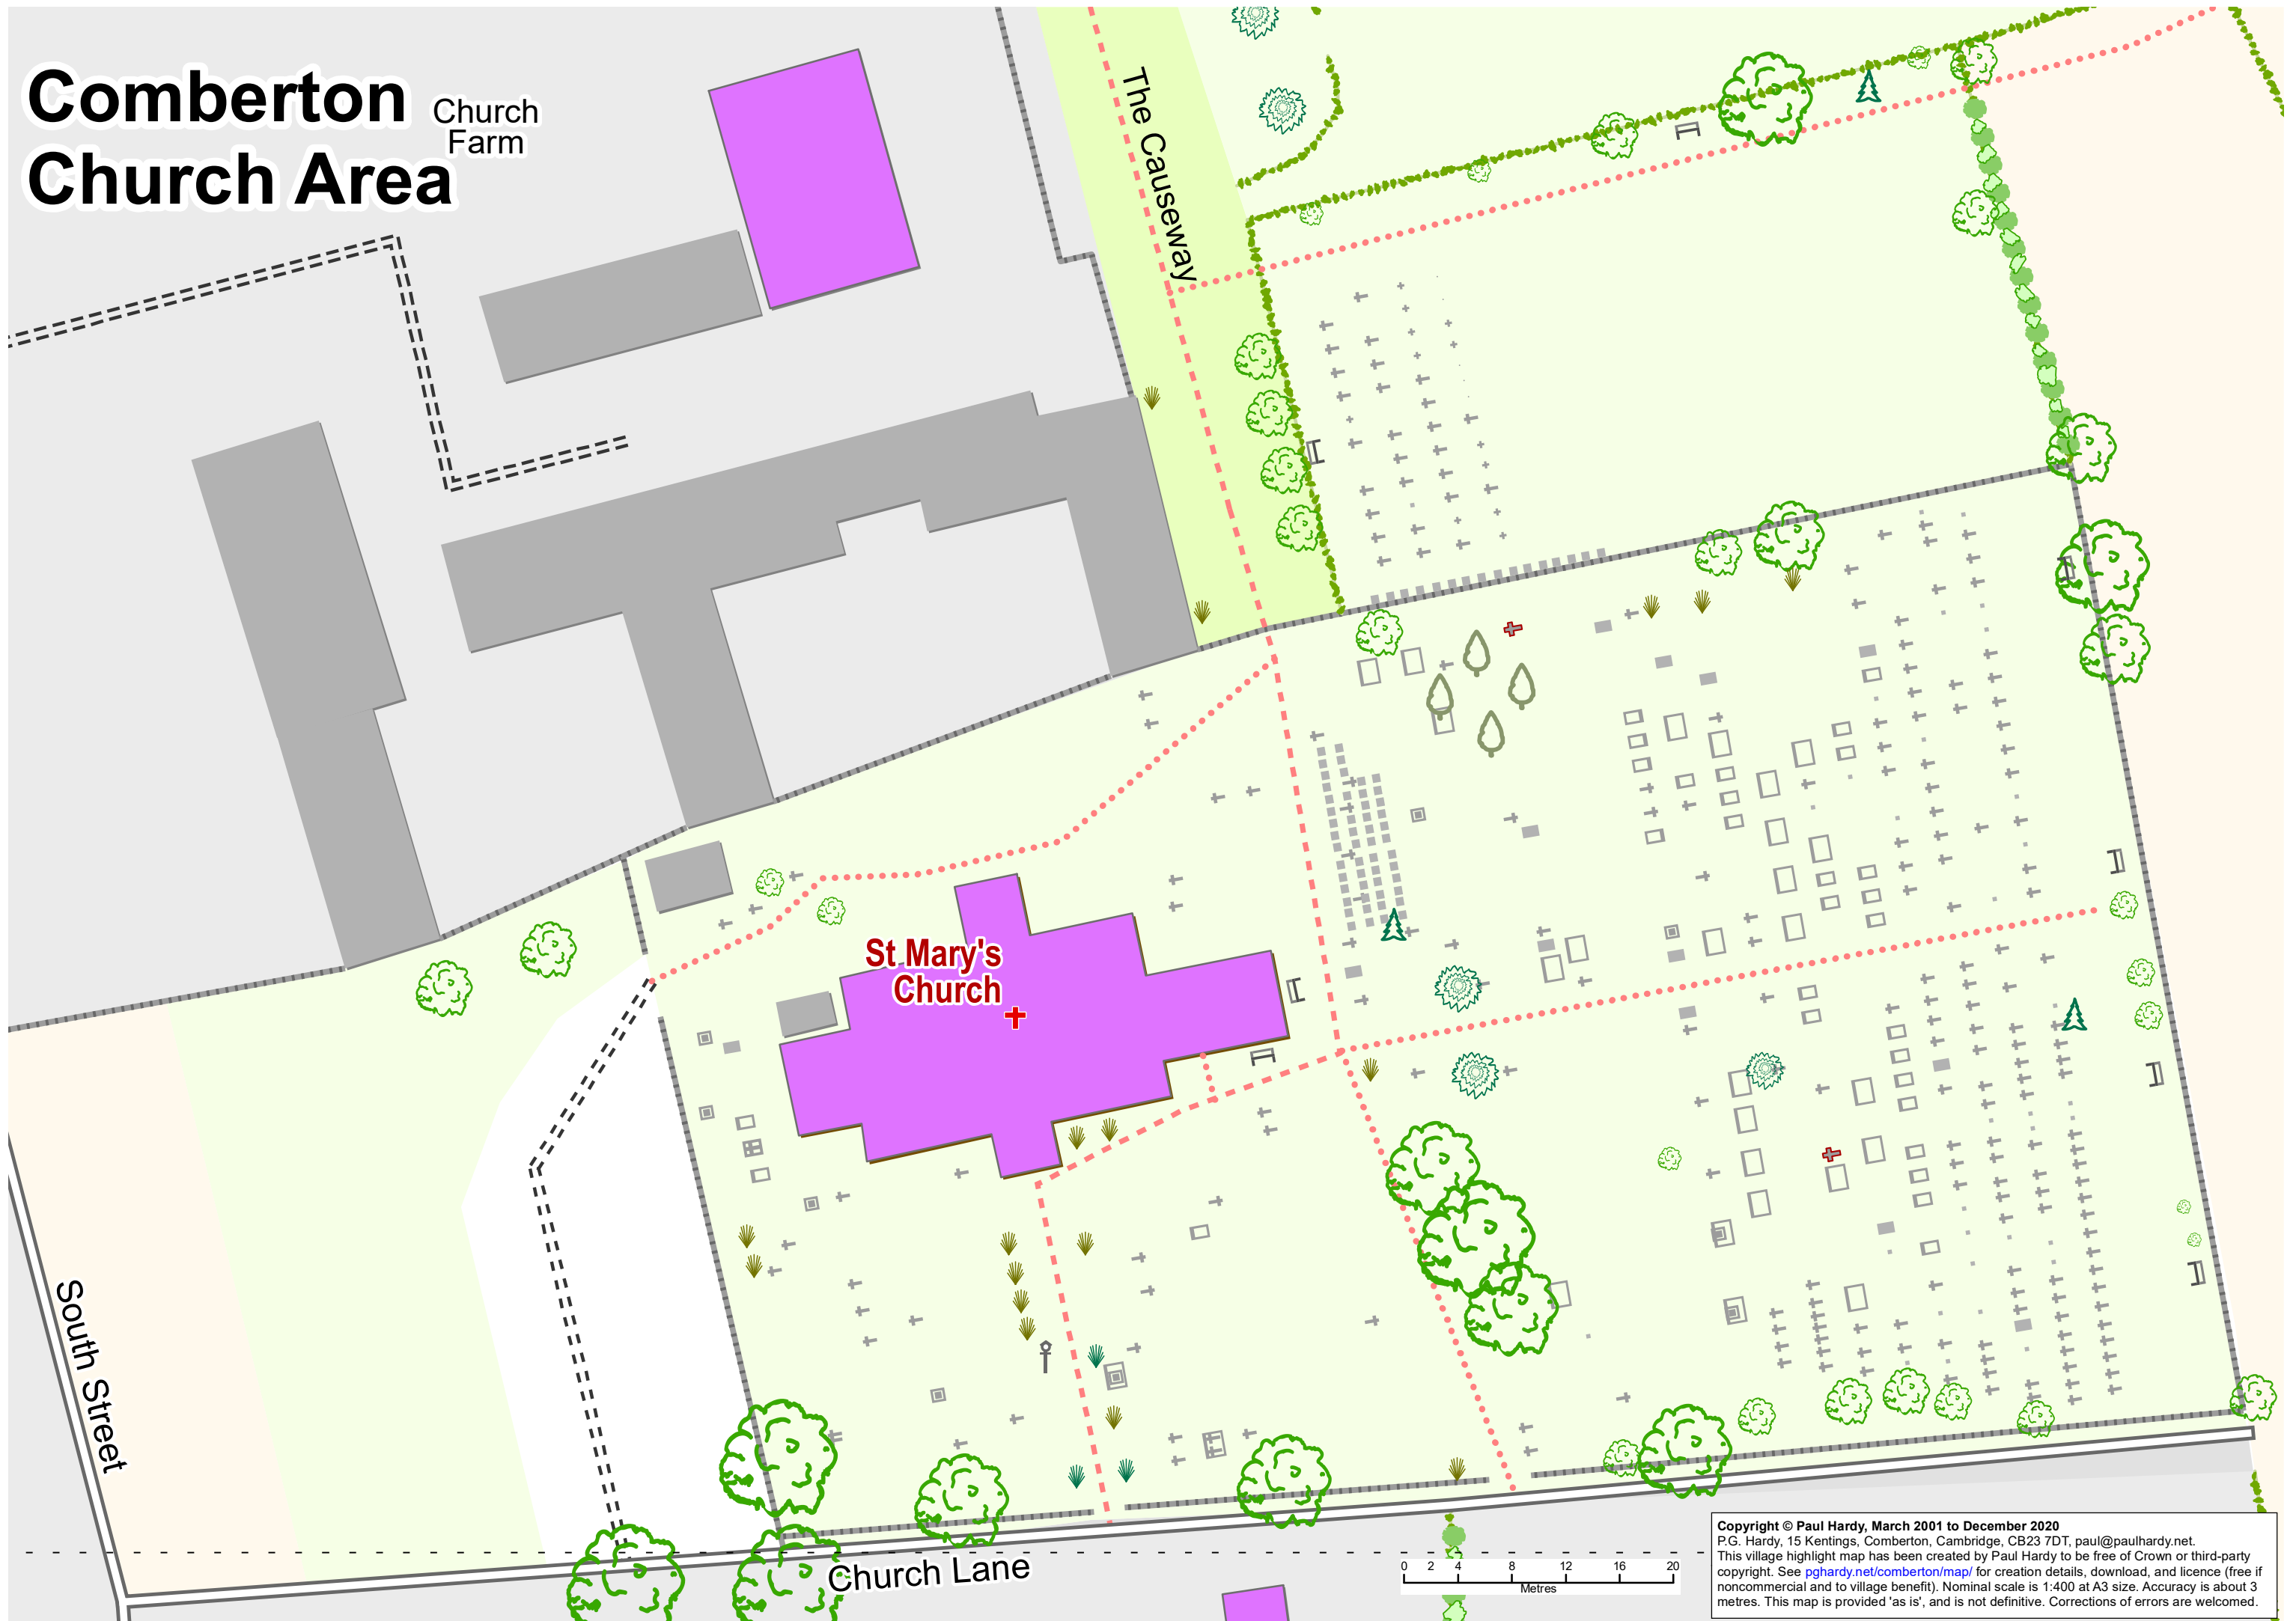 Comberton
Church Area
Church
Farm
The Causeway
St Mary's
Church
South Street
Church Lane
0 2 4 8 12 16 20
Metres
Copyright © Paul Hardy, March 2001 to December 2020
P.G. Hardy, 15 Kentings, Comberton, Cambridge, CB23 7DT, paul@paulhardy.net.
This village highlight map has been created by Paul Hardy to be free of Crown or third-party
copyright. See pghardy.net/comberton/map/ for creation details, download, and licence (free if
noncommercial and to village benefit). Nominal scale is 1:400 at A3 size. Accuracy is about 3
metres. This map is provided 'as is', and is not definitive. Corrections of errors are welcomed.